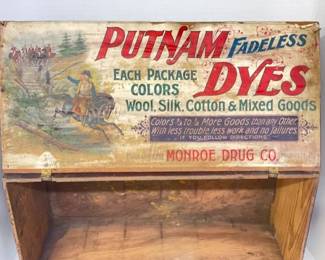 PUTNAM FADELESS
DYES
EACH PACKAGE
COLORS
Wool, Silk, Cotton & Mixed Goods
Colors ¼ to ½ More Goods than any Other.
With less trouble, less work and no failures
IF YOU FOLLOW DIRECTIONS
MONROE DRUG CO.